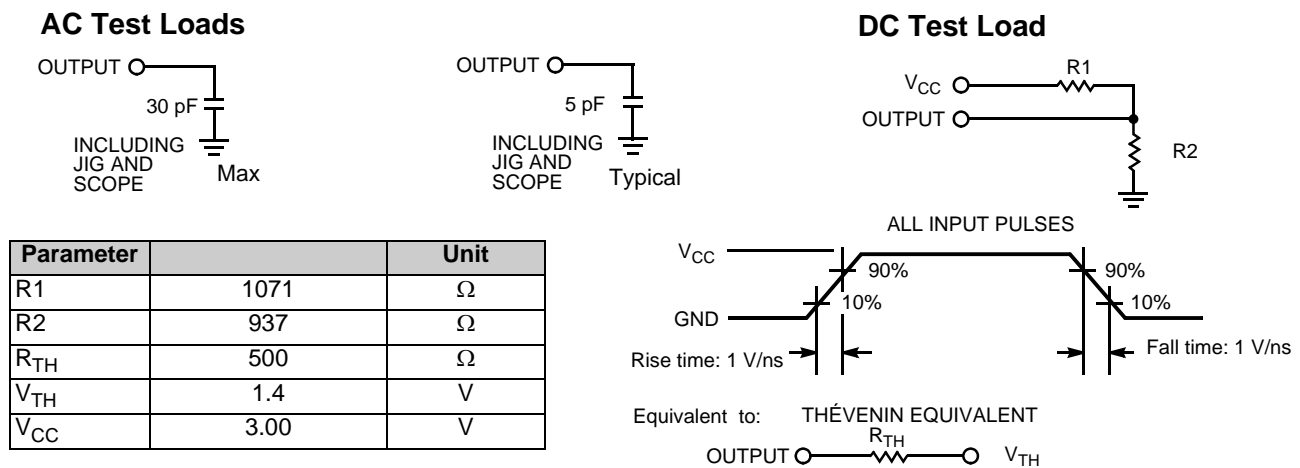 AC Test Loads
OUTPUT
30 pF
INCLUDING
JIG AND
SCOPE
Max
OUTPUT
5 pF
INCLUDING
JIG AND
SCOPE
Typical
DC Test Load
VCC
R1
OUTPUT
R2
Parameter Unit
R1 1071 Ω
R2 937 Ω
RTH 500 Ω
VTH 1.4 V
VCC 3.00 V
ALL INPUT PULSES
VCC
90%
10%
GND
90%
10%
Rise time: 1 V/ns
Fall time: 1 V/ns
Equivalent to: THÉVENIN EQUIVALENT
RTH
OUTPUT VTH